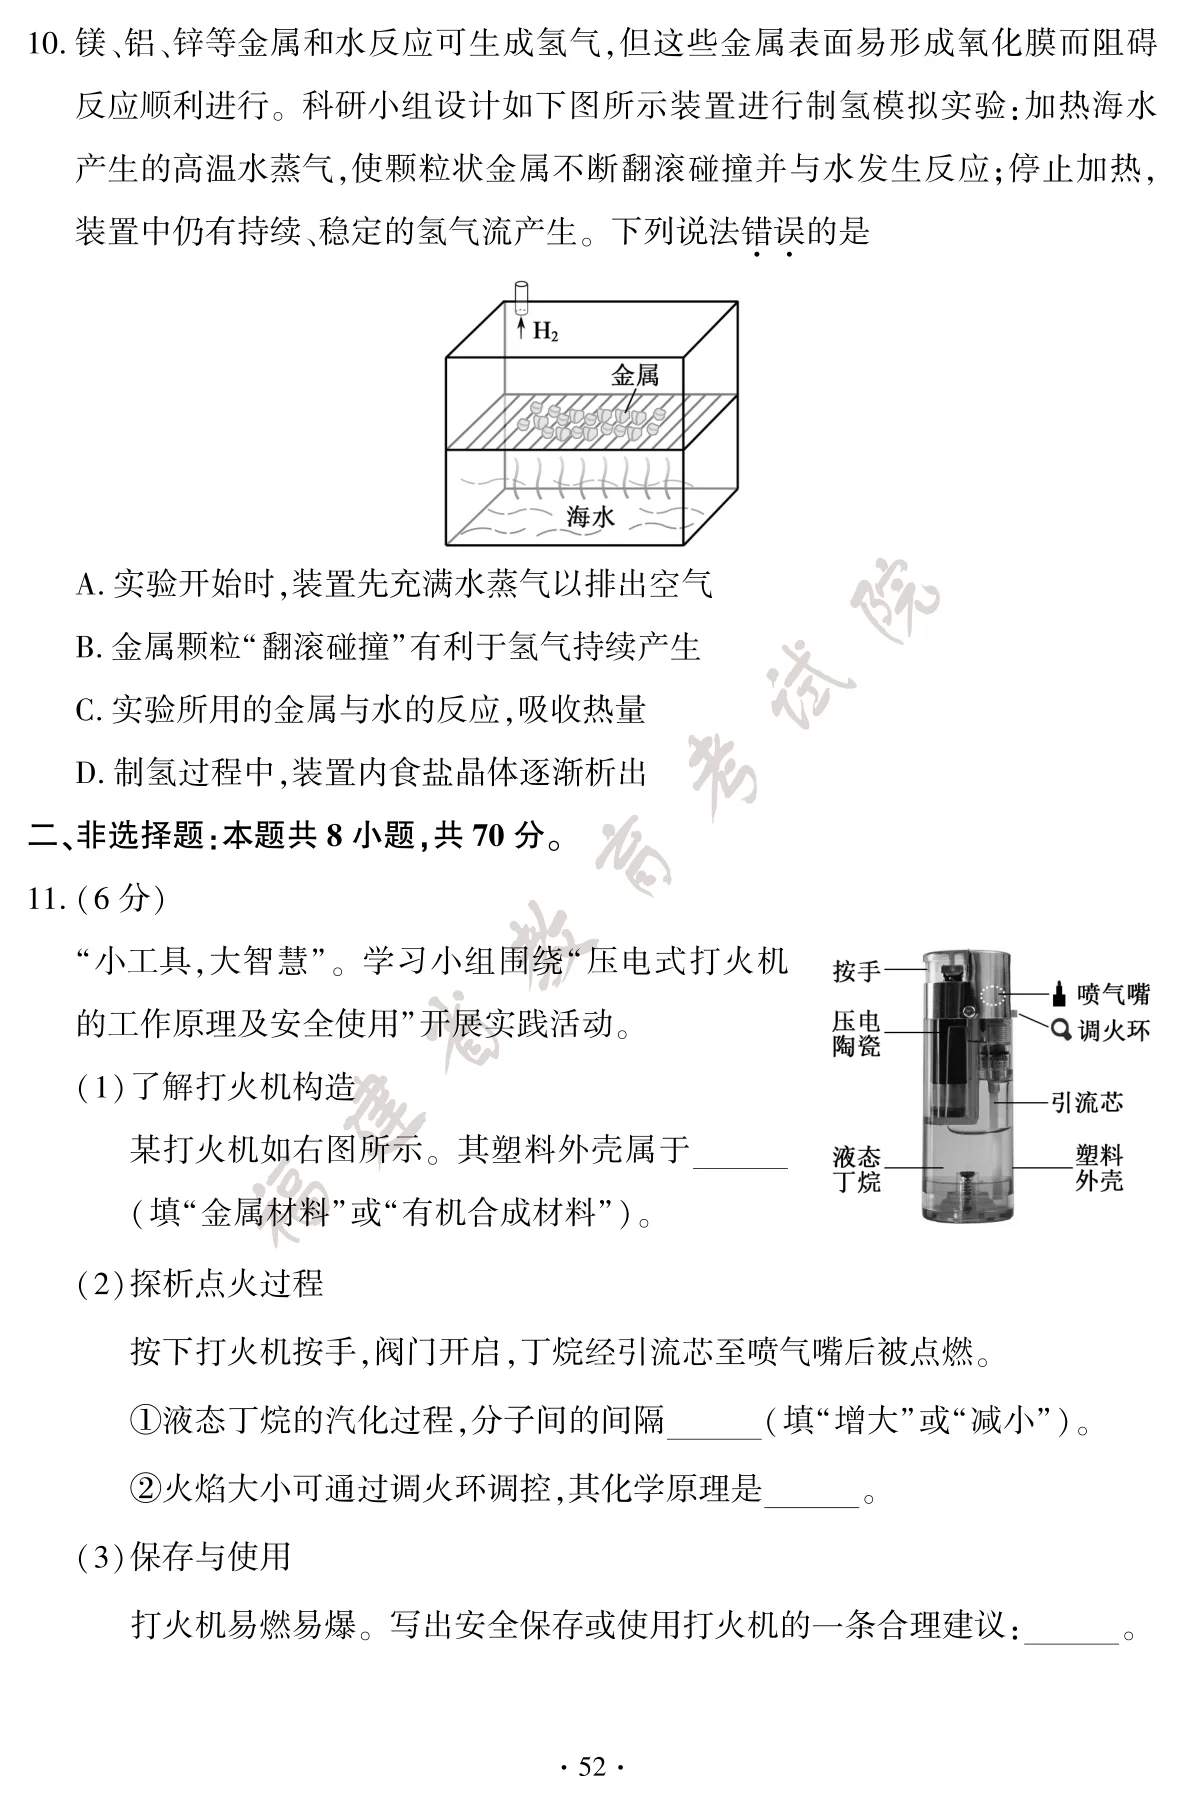 10. 镁、铝、锌等金属和水反应可生成氢气,但这些金属表面易形成氧化膜而阻碍
反应顺利进行。科研小组设计如下图所示装置进行制氢模拟实验:加热海水
产生的高温水蒸气,使颗粒状金属不断翻滚碰撞并与水发生反应;停止加热,
装置中仍有持续、稳定的氢气流产生。下列说法错误的是
H₂
金属
海水
A. 实验开始时,装置先充满水蒸气以排出空气
B. 金属颗粒“翻滚碰撞”有利于氢气持续产生
C. 实验所用的金属与水的反应,吸收热量
D. 制氢过程中,装置内食盐晶体逐渐析出
二、非选择题:本题共 8 小题,共 70 分。
11. (6 分)
“小工具,大智慧”。学习小组围绕“压电式打火机
的工作原理及安全使用”开展实践活动。
(1)了解打火机构造
某打火机如右图所示。其塑料外壳属于______
(填“金属材料”或“有机合成材料”)。
按手
压电
陶瓷
液态
丁烷
喷气嘴
调火环
引流芯
塑料
外壳
(2)探析点火过程
按下打火机按手,阀门开启,丁烷经引流芯至喷气嘴后被点燃。
①液态丁烷的汽化过程,分子间的间隔______(填“增大”或“减小”)。
②火焰大小可通过调火环调控,其化学原理是______。
(3)保存与使用
打火机易燃易爆。写出安全保存或使用打火机的一条合理建议:______。
· 52 ·
福建省教育考试院